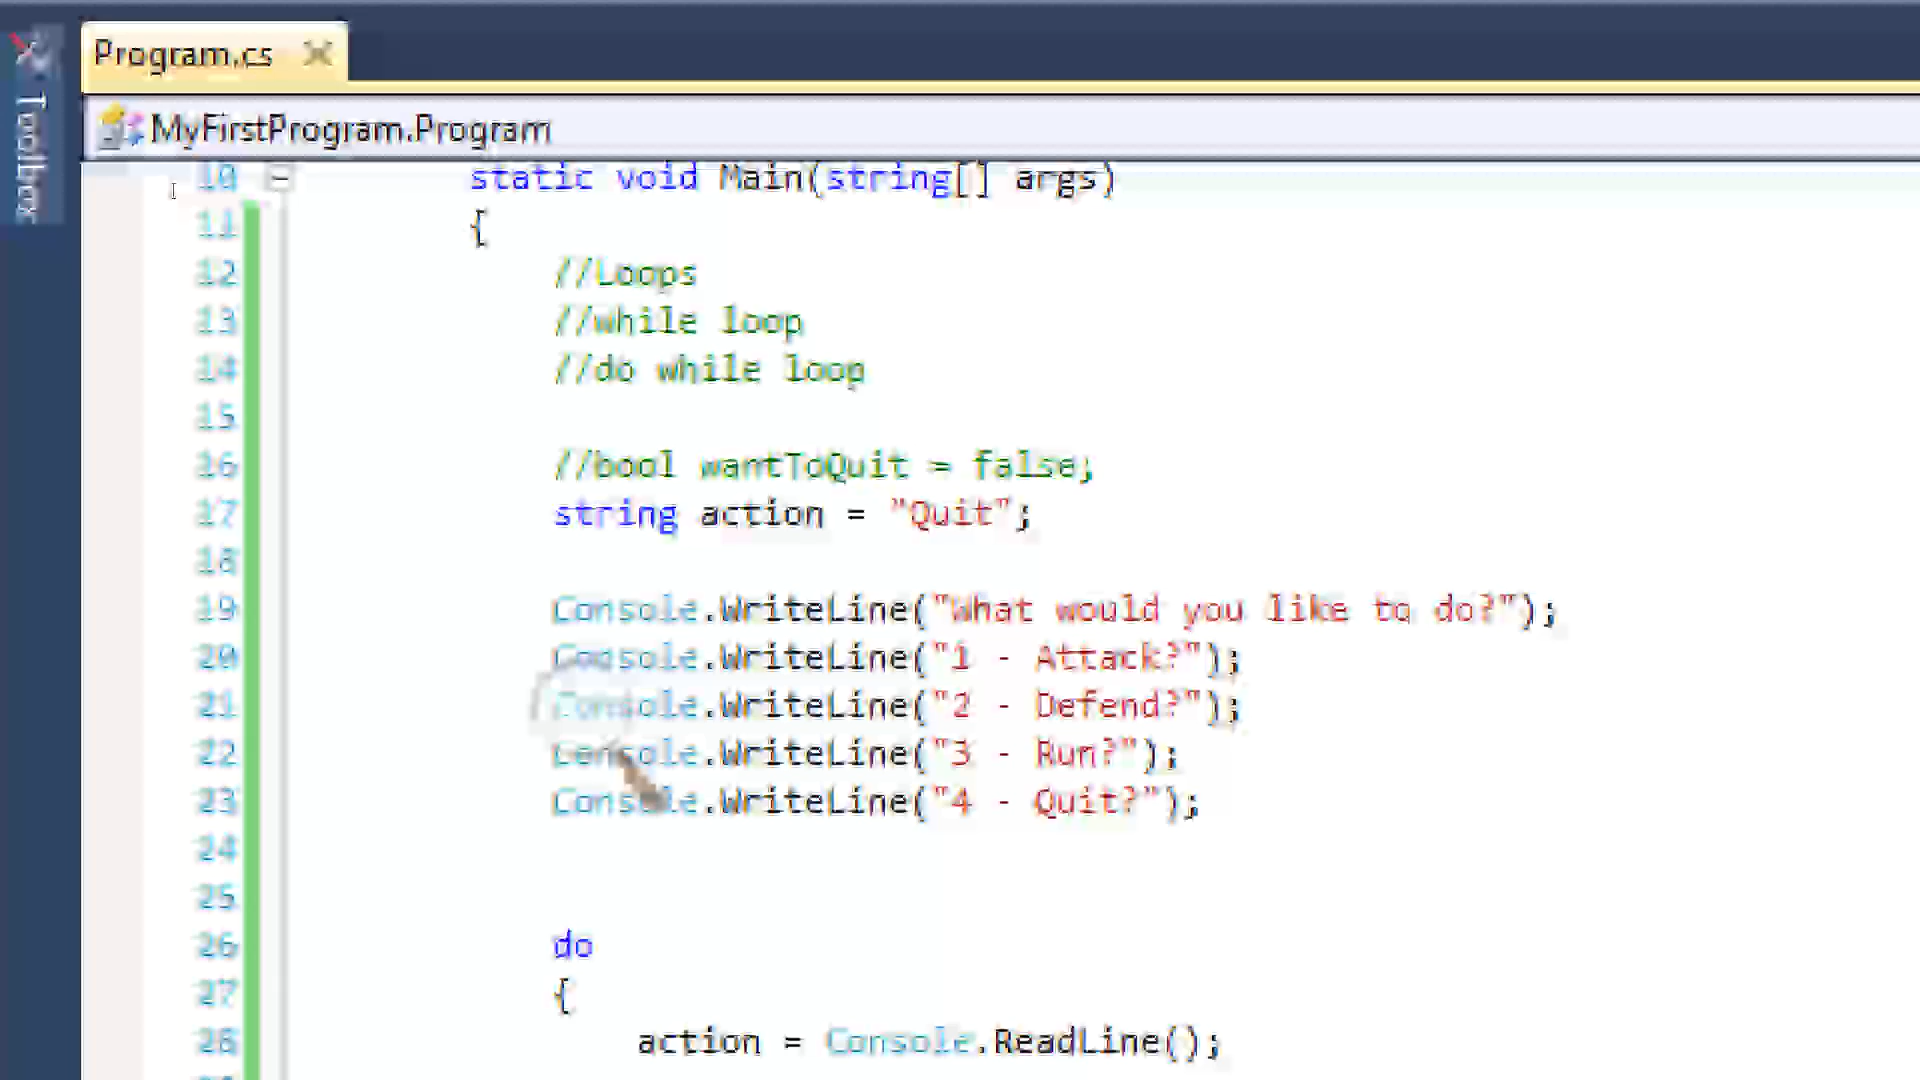 Program.cs
Toolbox
MyFirstProgram.Program
10 static void Main(string[] args)
11 {
12 //Loops
13 //while loop
14 //do while loop
15
16 //bool wantToQuit = false;
17 string action = "Quit";
18
19 Console.WriteLine("What would you like to do?");
20 Console.WriteLine("1 - Attack?");
21 Console.WriteLine("2 - Defend?");
22 Console.WriteLine("3 - Run?");
23 Console.WriteLine("4 - Quit?");
24
25
26 do
27 {
28 action = Console.ReadLine();